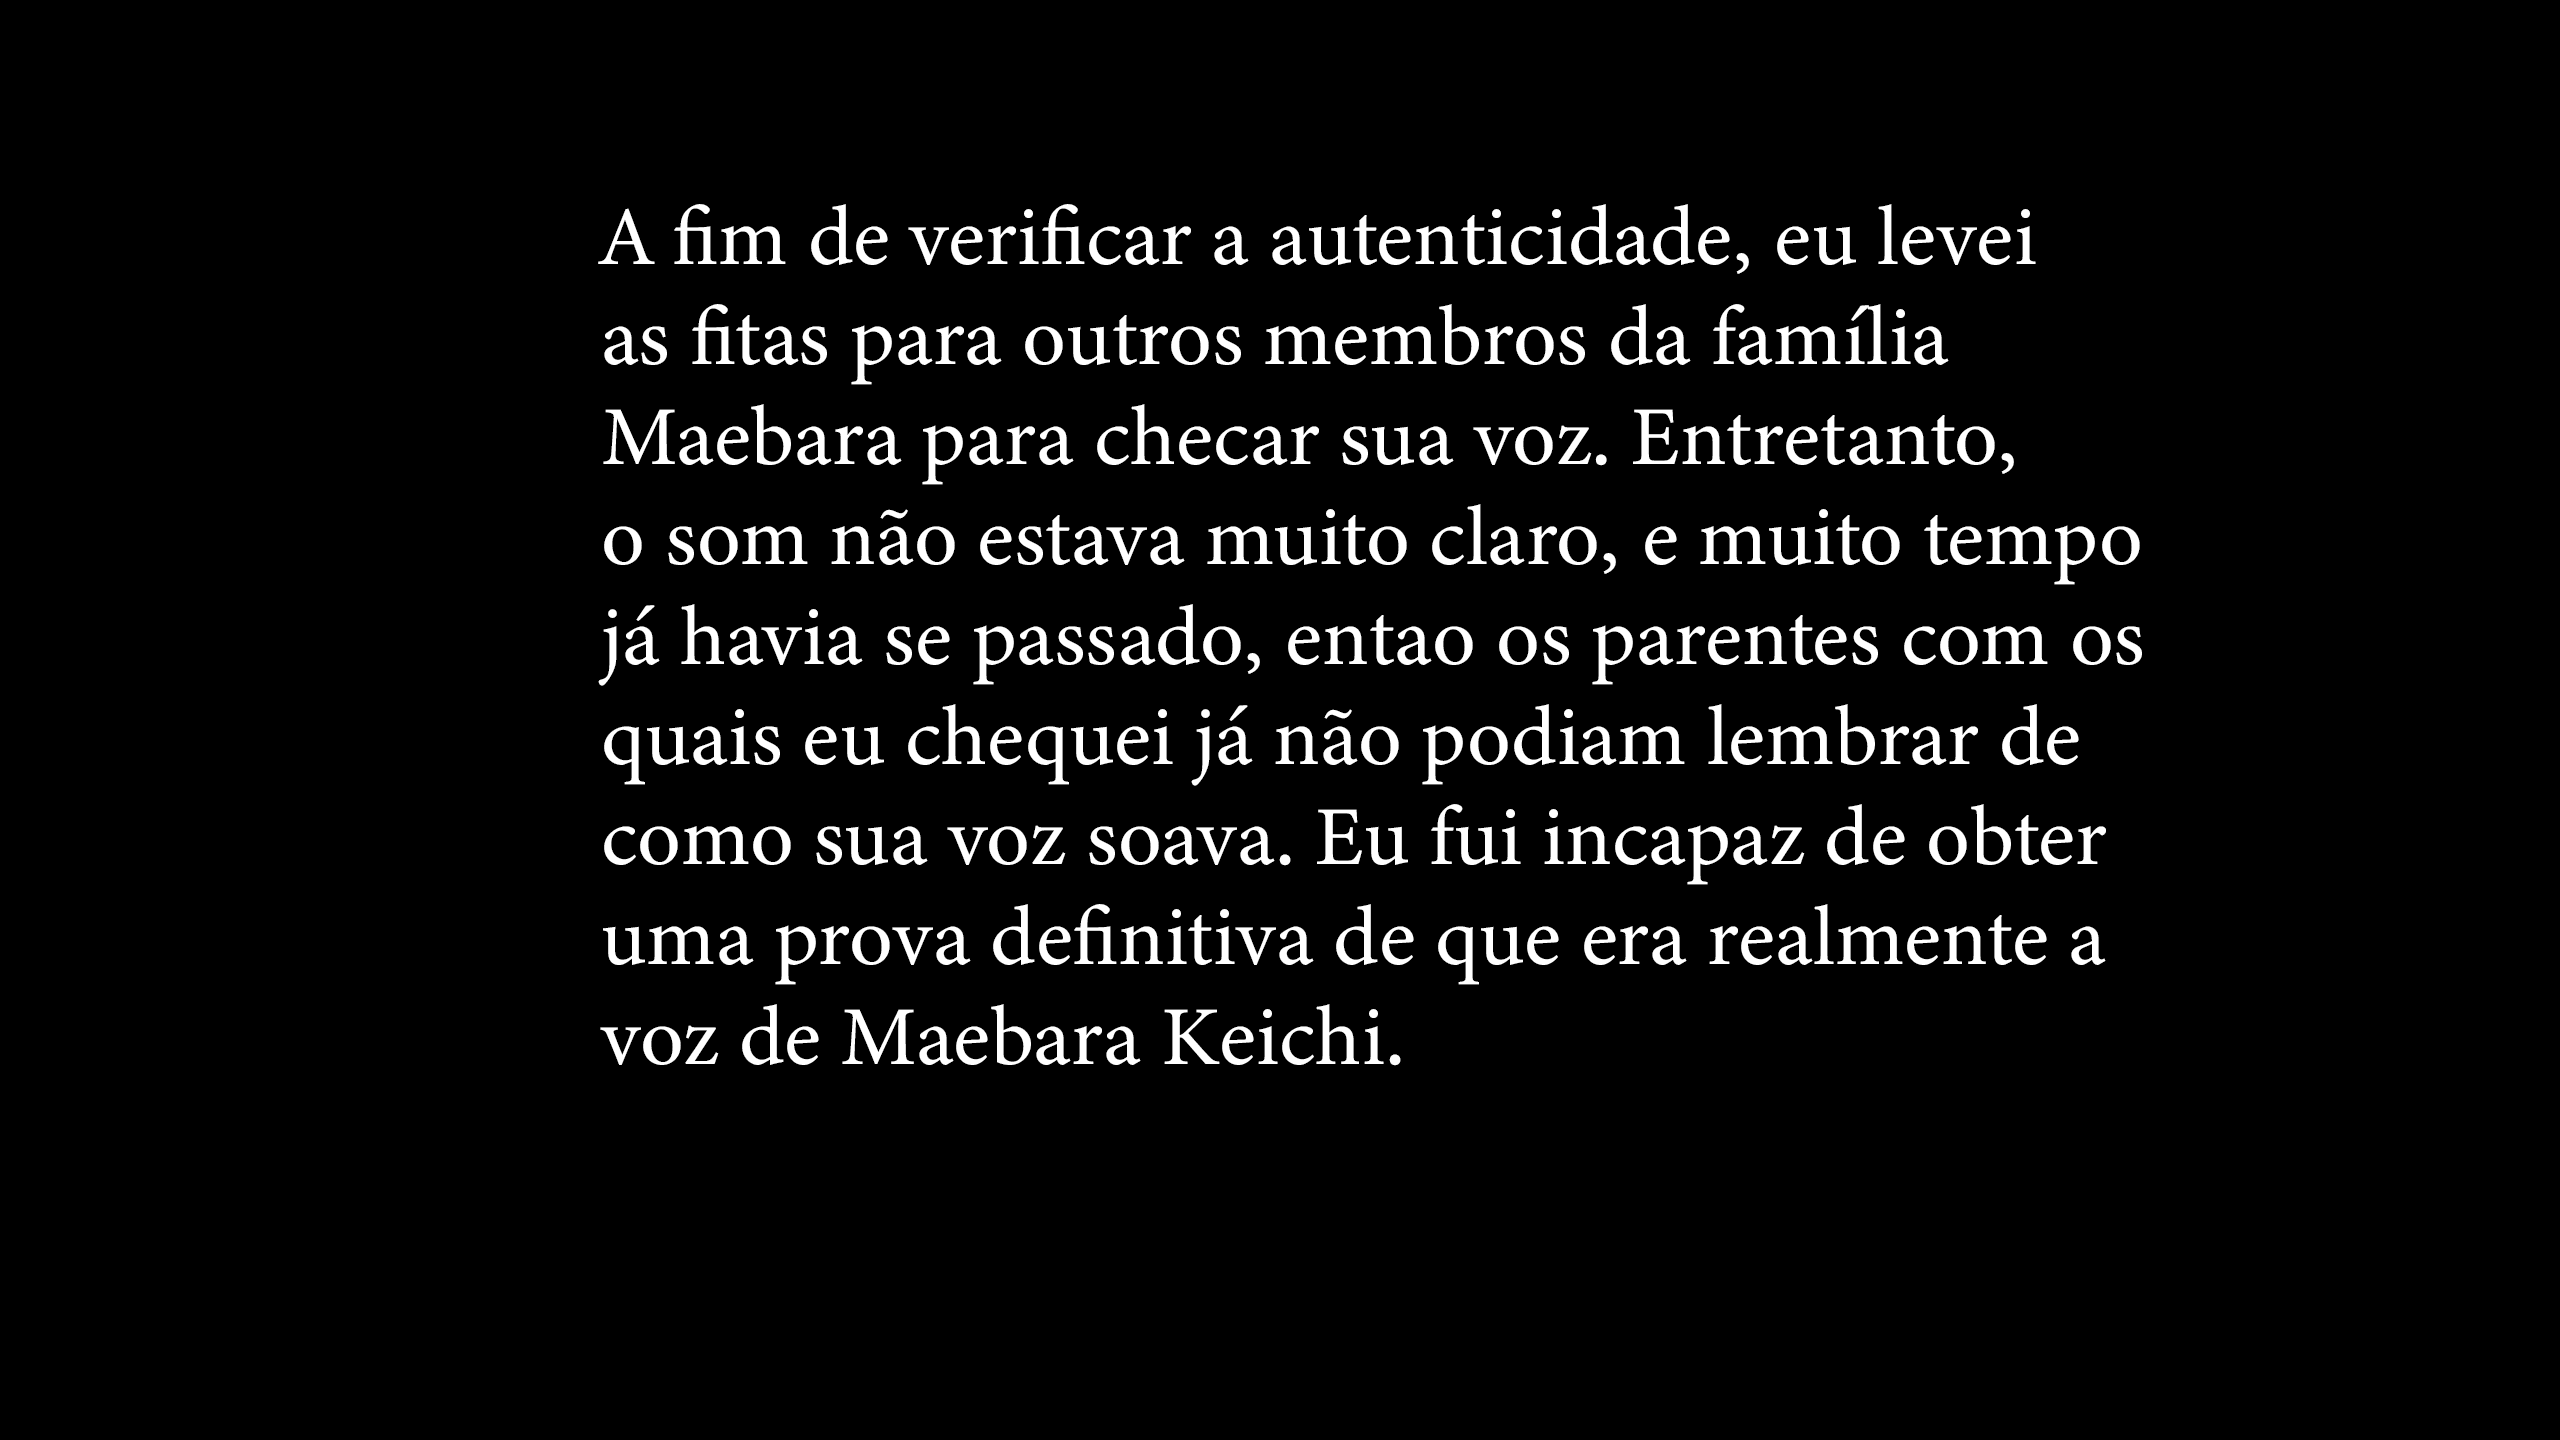 A fim de verificar a autenticidade, eu levei
as fitas para outros membros da família
Maebara para checar sua voz. Entretanto,
o som não estava muito claro, e muito tempo
já havia se passado, entao os parentes com os
quais eu chequei já não podiam lembrar de
como sua voz soava. Eu fui incapaz de obter
uma prova definitiva de que era realmente a
voz de Maebara Keichi.